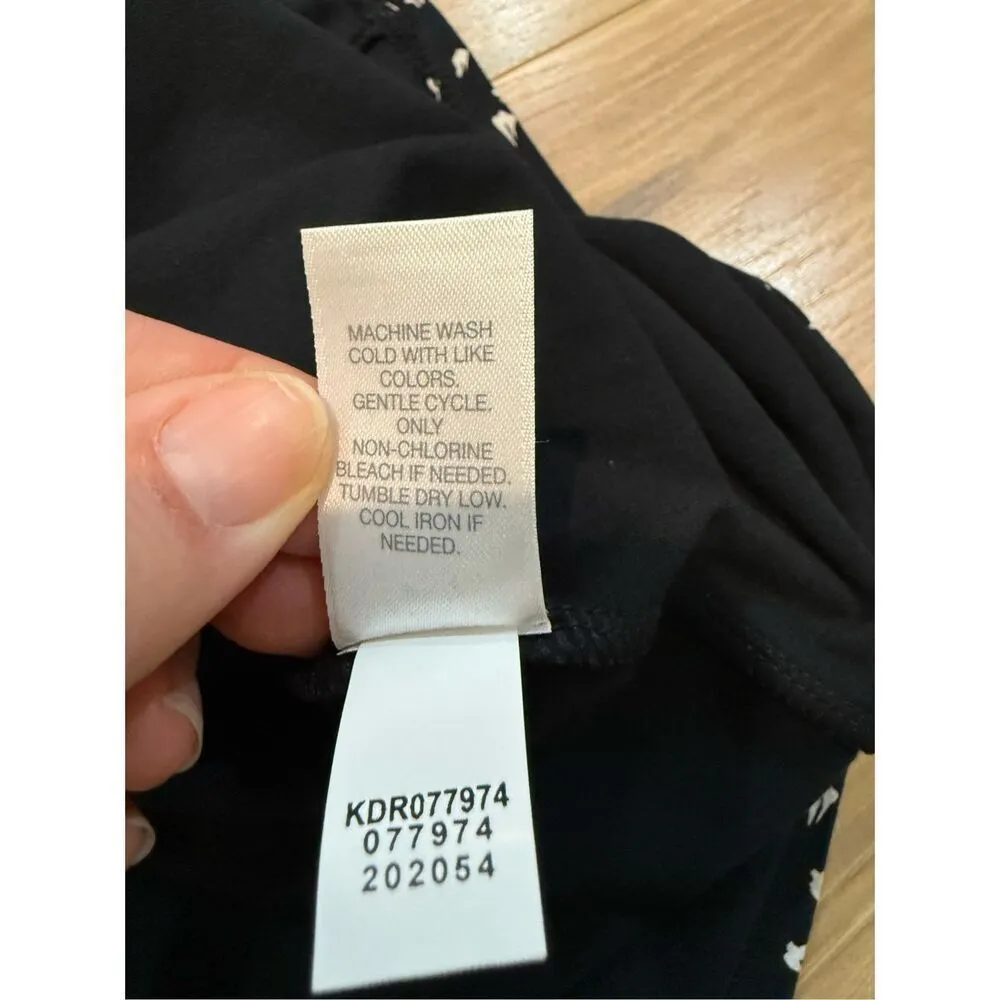 MACHINE WASH
COLD WITH LIKE
COLORS.
GENTLE CYCLE.
ONLY
NON-CHLORINE
BLEACH IF NEEDED.
TUMBLE DRY LOW.
COOL IRON IF
NEEDED.
KDR077974
077974
202054